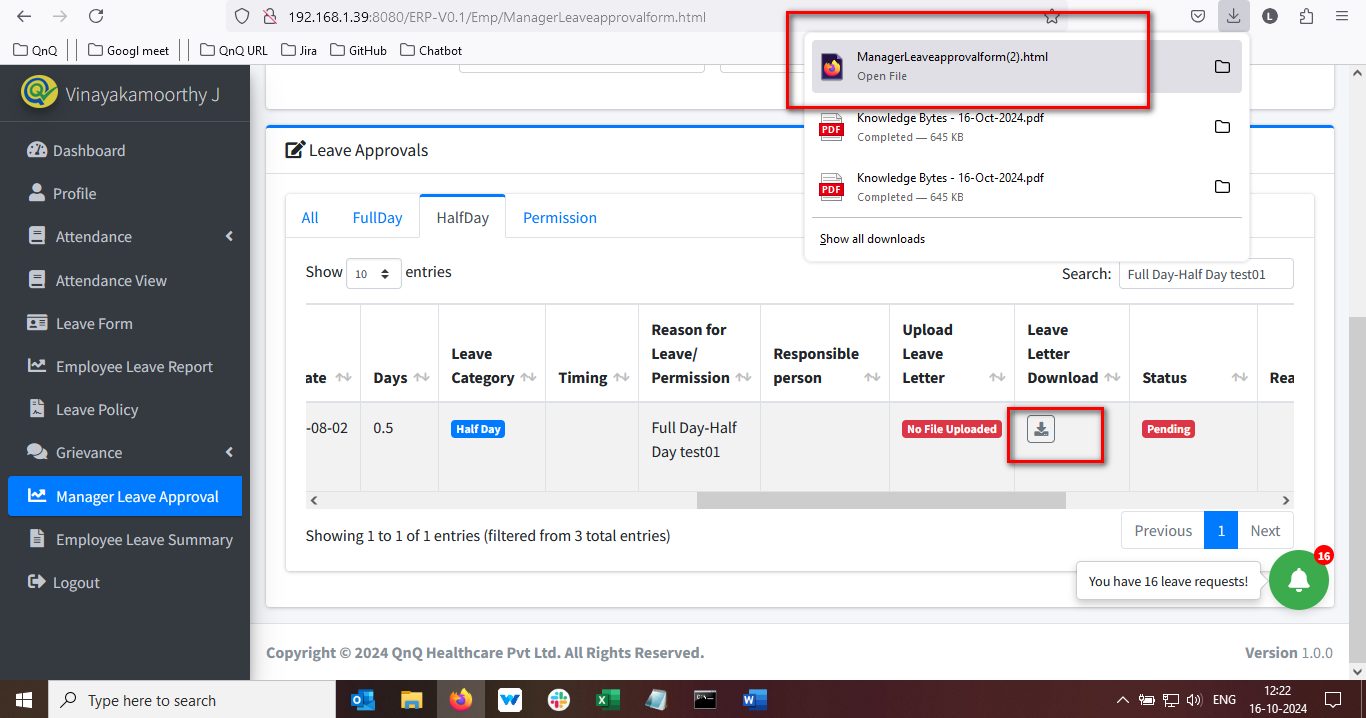 192.168.1.39:8080/ERP-V0.1/Emp/ManagerLeaveapprovalform.html
L
QnQ
Googl meet
QnQ URL
Jira
GitHub
Chatbot
ManagerLeaveapprovalform(2).html
Open File
PDF
Knowledge Bytes - 16-Oct-2024.pdf
Completed — 645 KB
PDF
Knowledge Bytes - 16-Oct-2024.pdf
Completed — 645 KB
Show all downloads
Vinayakamoorthy J
Dashboard
Profile
Attendance
Attendance View
Leave Form
Employee Leave Report
Leave Policy
Grievance
Manager Leave Approval
Employee Leave Summary
Logout
Leave Approvals
All FullDay HalfDay Permission
Show 10 entries
Search: Full Day-Half Day test01
ate
Days
Leave
Category
Timing
Reason for
Leave/
Permission
Responsible
person
Upload
Leave
Letter
Leave
Letter
Download
Status
Rea
-08-02
0.5
Half Day
Full Day-Half
Day test01
No File Uploaded
Pending
Showing 1 to 1 of 1 entries (filtered from 3 total entries)
Previous 1 Next
16
You have 16 leave requests!
Copyright © 2024 QnQ Healthcare Pvt Ltd. All Rights Reserved.
Version 1.0.0
Type here to search
ENG
12:22
16-10-2024